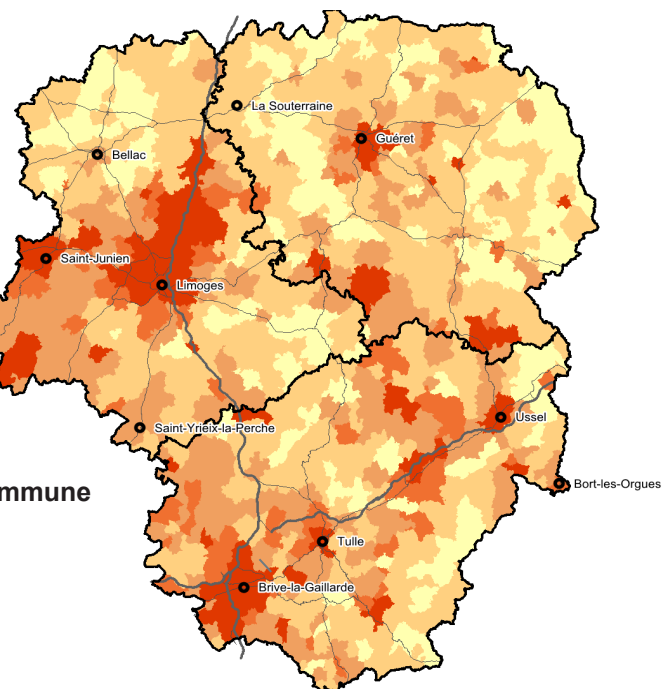 La Souterraine
Guéret
Bellac
Saint-Junien
Limoges
Ussel
Saint-Yrieix-la-Perche
Bort-les-Orgues
mmune
Tulle
Brive-la-Gaillarde